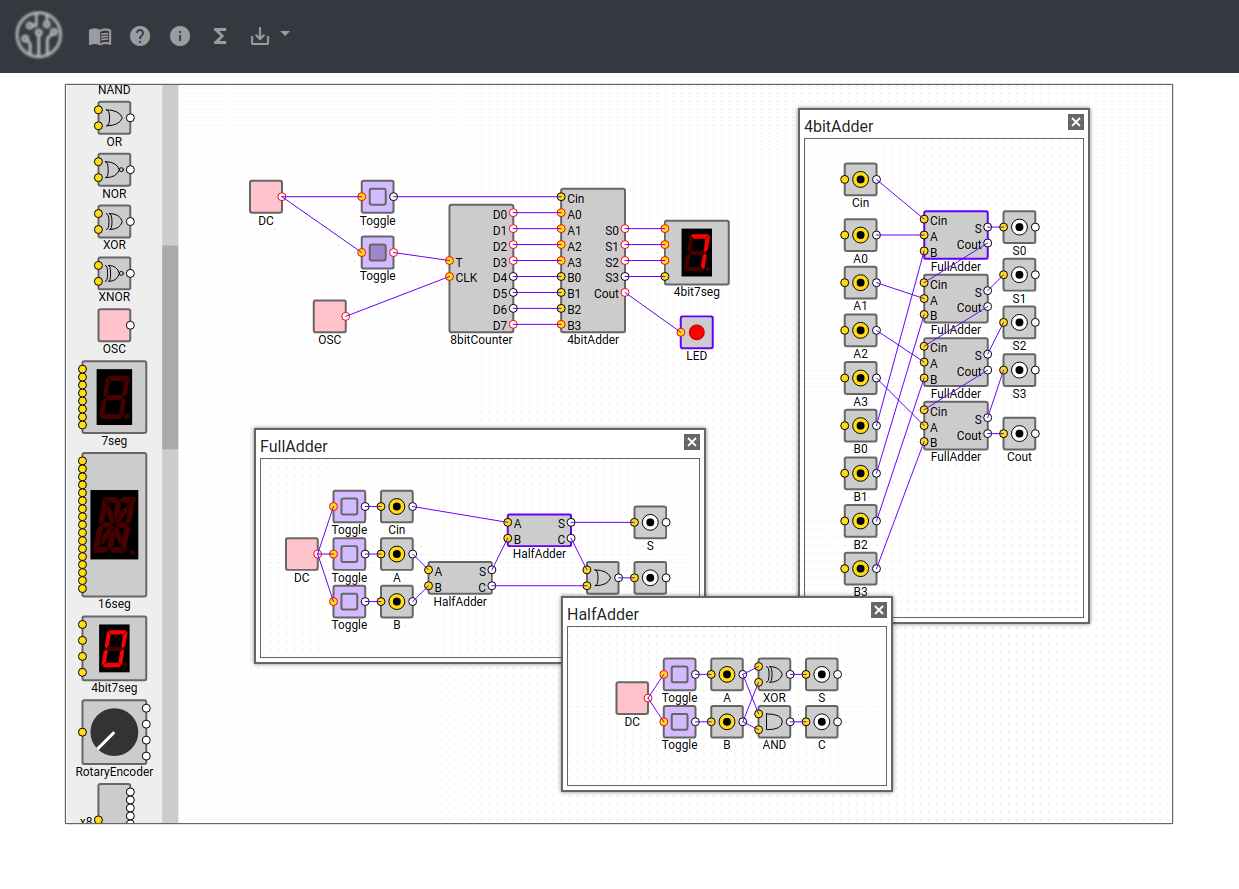 NAND
OR
NOR
XOR
XNOR
OSC
7seg
16seg
4bit7seg
RotaryEncoder
x8
DC
Toggle
Toggle
OSC
T
CLK
D0
D1
D2
D3
D4
D5
D6
D7
8bitCounter
Cin
A0
A1
A2
A3
B0
B1
B2
B3
S0
S1
S2
S3
Cout
4bitAdder
4bit7seg
LED
4bitAdder
Cin
A0
A1
A2
A3
B0
B1
B2
B3
Cin
A
B
S
Cout
FullAdder
Cin
A
B
S
Cout
FullAdder
Cin
A
B
S
Cout
FullAdder
Cin
A
B
S
Cout
FullAdder
S0
S1
S2
S3
Cout
FullAdder
DC
Toggle
Toggle
Toggle
Cin
A
B
A
B
S
C
HalfAdder
A
B
S
C
HalfAdder
S
HalfAdder
DC
Toggle
Toggle
A
B
XOR
AND
S
C